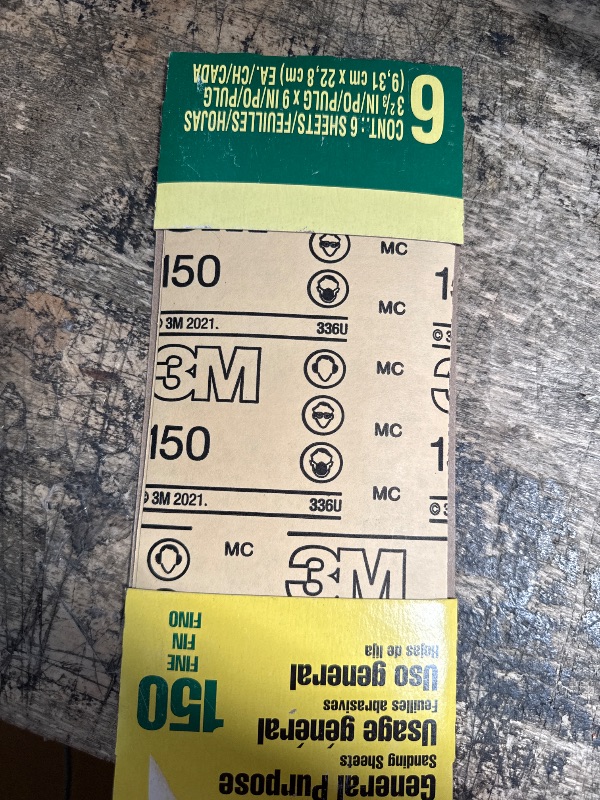 6
CONT.: 6 SHEETS/FEUILLES/HOJAS
3 2/3 IN/PO/PULG x 9 IN/PO/PULG
(9,31 cm x 22,8 cm) EA./CH/CADA
MC
150
MC
3M 2021.
336U
3M
MC
MC
150
MC
3M 2021.
336U
MC
3M
General Purpose
Sanding Sheets
Usage général
Feuilles abrasives
Uso general
Hojas de lija
150
FINE
FIN
FINO